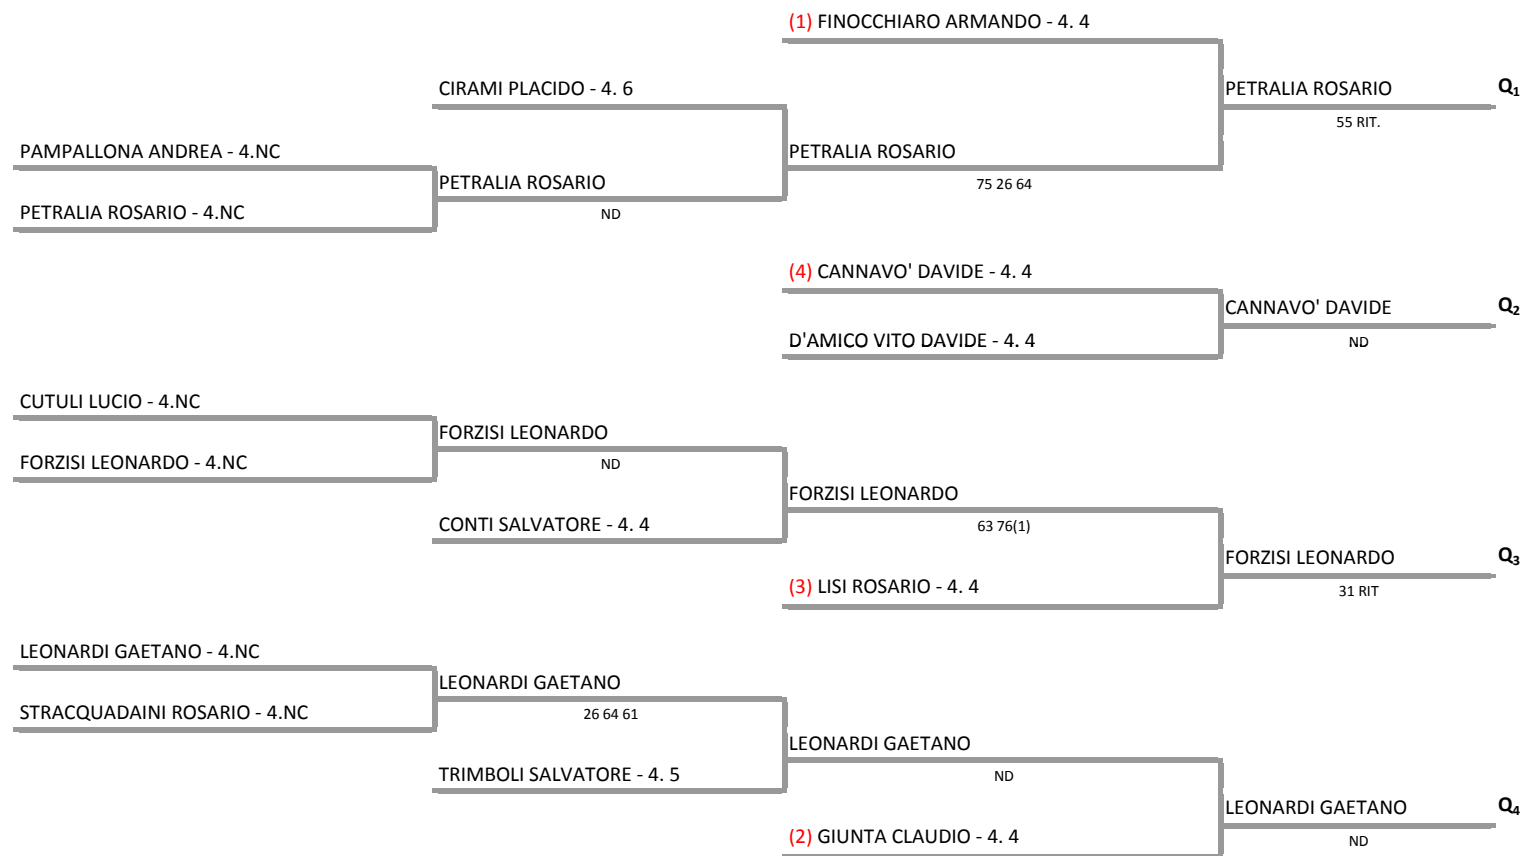 (1) FINOCCHIARO ARMANDO - 4. 4
CIRAMI PLACIDO - 4. 6
PETRALIA ROSARIO
Q1
55 RIT.
PAMPALLONA ANDREA - 4.NC
PETRALIA ROSARIO
PETRALIA ROSARIO
75 26 64
PETRALIA ROSARIO - 4.NC
ND
(4) CANNAVO' DAVIDE - 4. 4
CANNAVO' DAVIDE
Q2
D'AMICO VITO DAVIDE - 4. 4
ND
CUTULI LUCIO - 4.NC
FORZISI LEONARDO
FORZISI LEONARDO - 4.NC
ND
FORZISI LEONARDO
CONTI SALVATORE - 4. 4
63 76(1)
FORZISI LEONARDO
Q3
(3) LISI ROSARIO - 4. 4
31 RIT
LEONARDI GAETANO - 4.NC
LEONARDI GAETANO
STRACQUADAINI ROSARIO - 4.NC
26 64 61
LEONARDI GAETANO
TRIMBOLI SALVATORE - 4. 5
ND
LEONARDI GAETANO
Q4
(2) GIUNTA CLAUDIO - 4. 4
ND